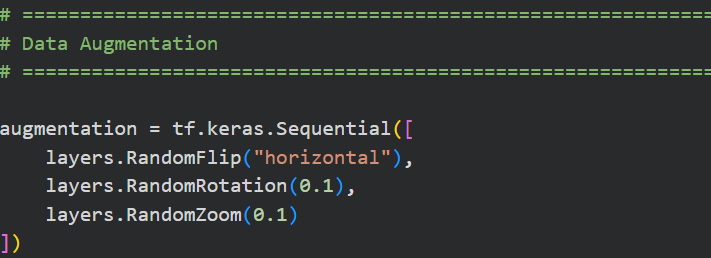 # ===========================================================
# Data Augmentation
# ===========================================================
augmentation = tf.keras.Sequential([
    layers.RandomFlip("horizontal"),
    layers.RandomRotation(0.1),
    layers.RandomZoom(0.1)
])